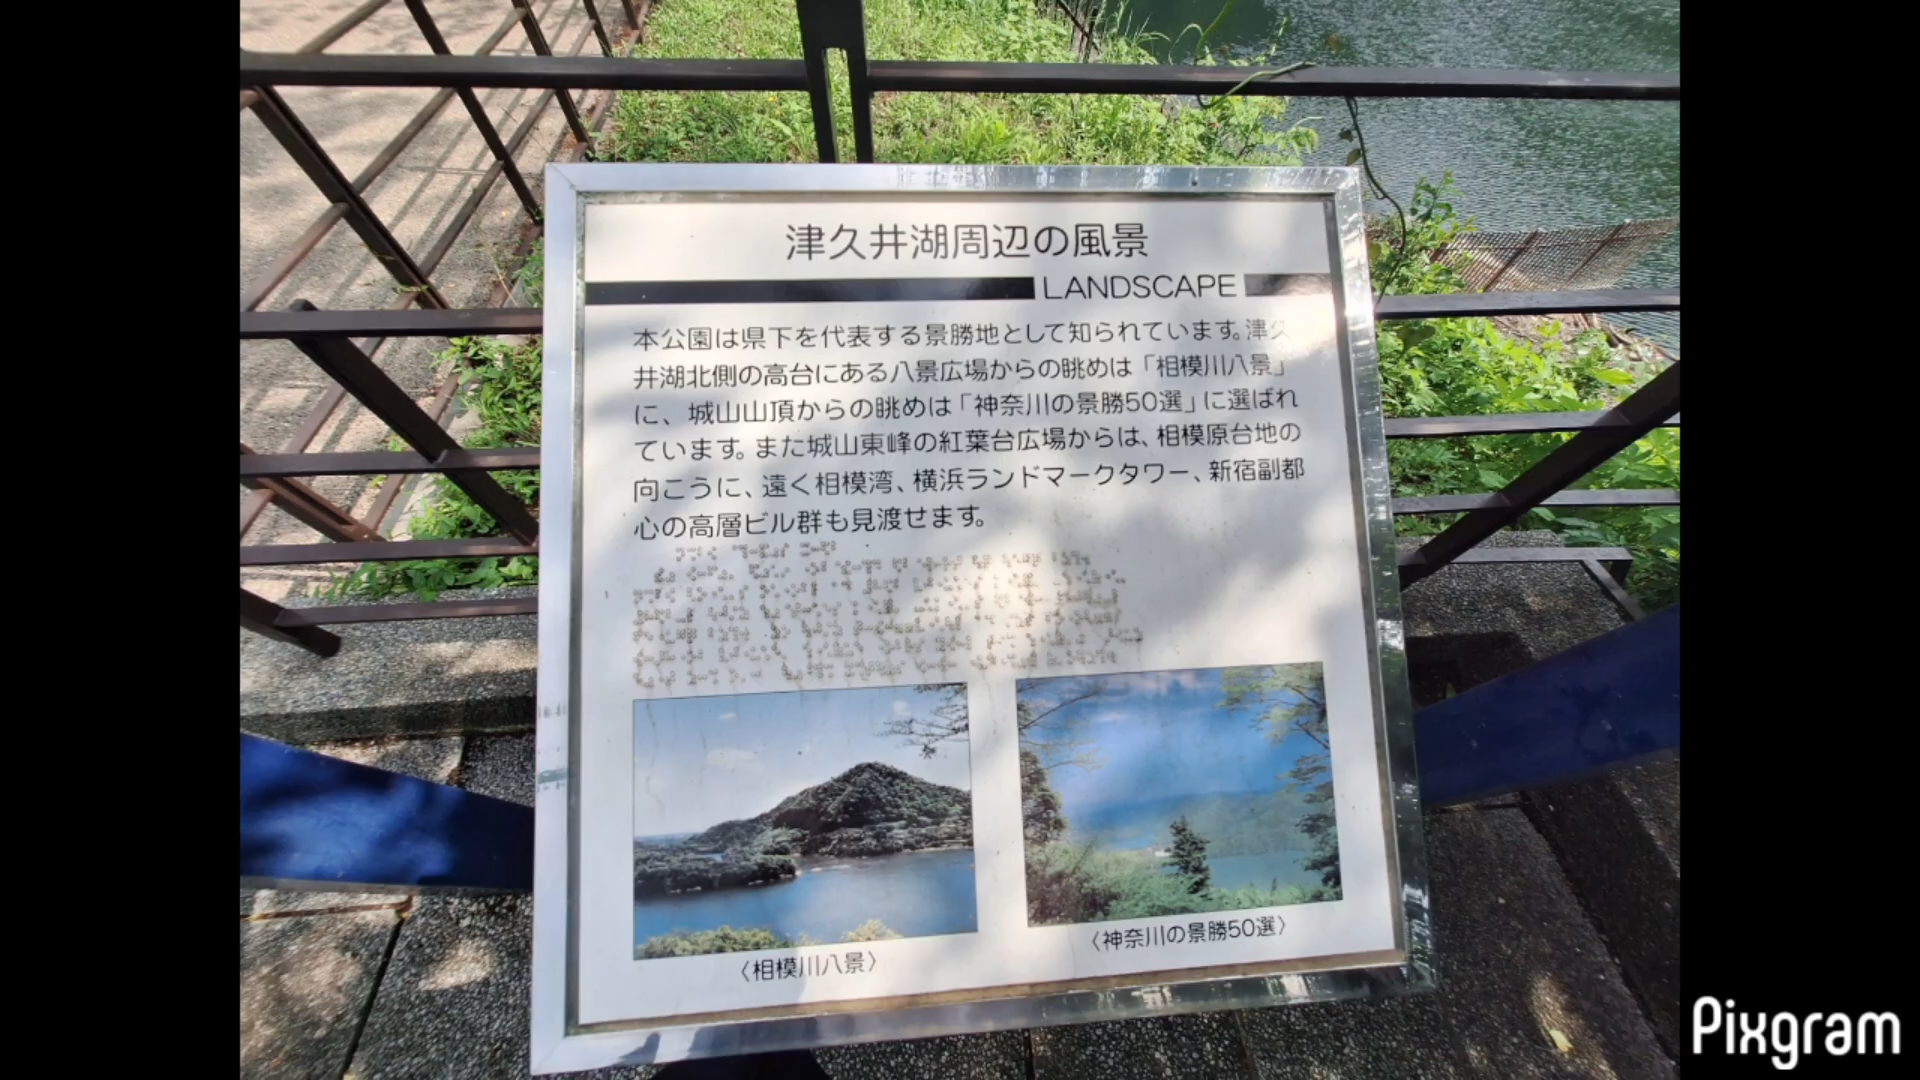 津久井湖周辺の風景
LANDSCAPE
本公園は県下を代表する景勝地として知られています。津久
井湖北側の高台にある八景広場からの眺めは「相模川八景」
に、城山山頂からの眺めは「神奈川の景勝50選」に選ばれ
ています。また城山東峰の紅葉台広場からは、相模原台地の
向こうに、遠く相模湾、横浜ランドマークタワー、新宿副都
心の高層ビル群も見渡せます。
〈相模川八景〉
〈神奈川の景勝50選〉
Pixgram